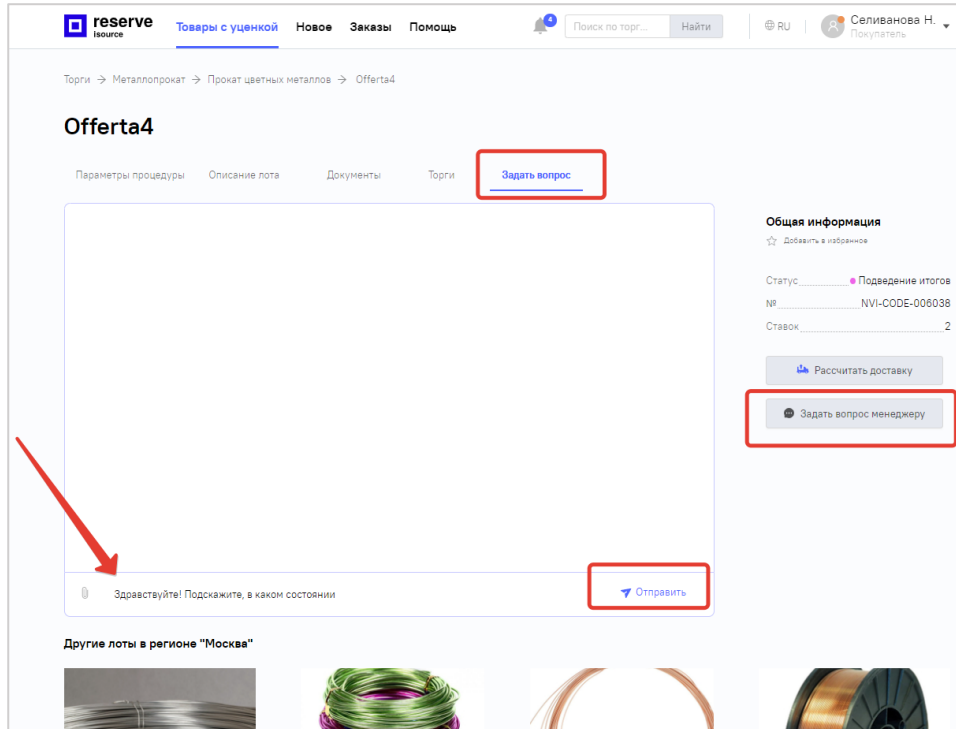 reserve
isource
Товары с уценкой Новое Заказы Помощь
4
Поиск по торг... Найти
RU
Селиванова Н.
Покупатель
Торги → Металлопрокат → Прокат цветных металлов → Offerta4
Offerta4
Параметры процедуры Описание лота Документы Торги Задать вопрос
Общая информация
Добавить в избранное
Статус Подведение итогов
№ NVI-CODE-006038
Ставок 2
Рассчитать доставку
Задать вопрос менеджеру
Здравствуйте! Подскажите, в каком состоянии
Отправить
Другие лоты в регионе "Москва"